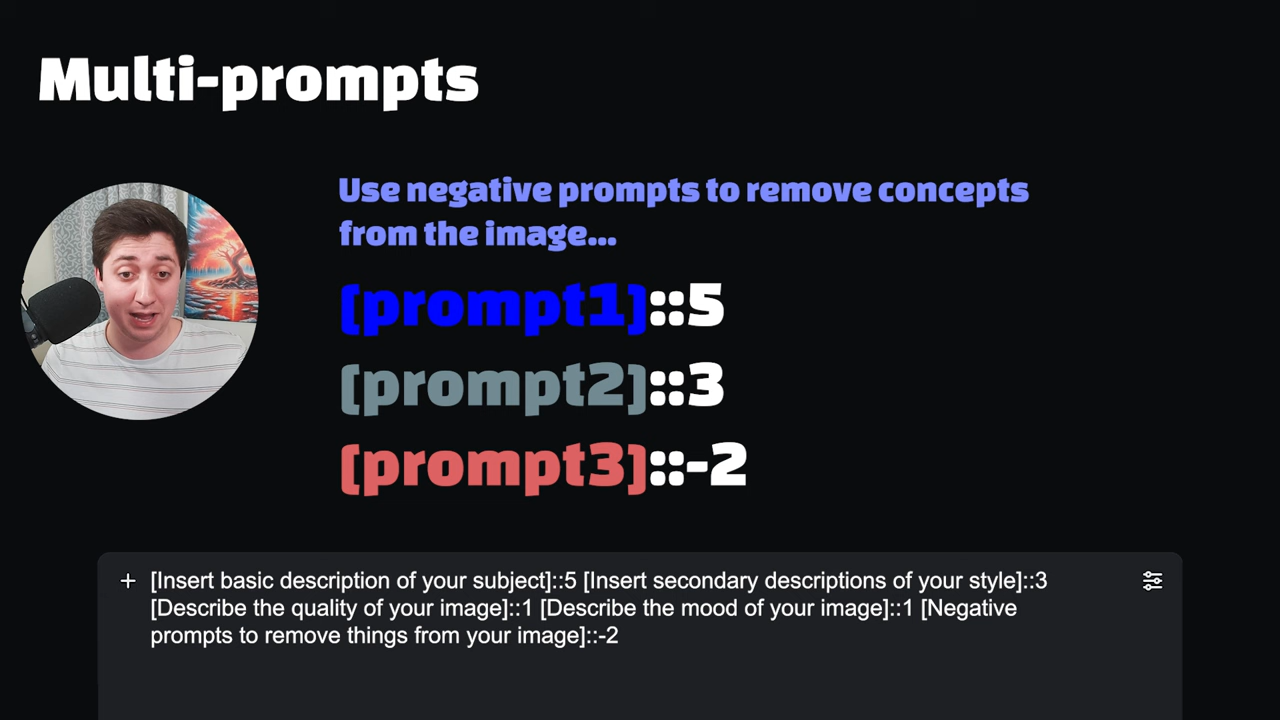 Multi-prompts
Use negative prompts to remove concepts
from the image...
[prompt1]::5
[prompt2]::3
[prompt3]::-2
+ [Insert basic description of your subject]::5 [Insert secondary descriptions of your style]::3
[Describe the quality of your image]::1 [Describe the mood of your image]::1 [Negative
prompts to remove things from your image]::-2